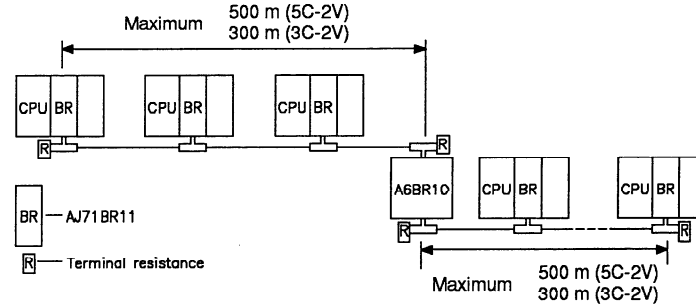 Maximum 500 m (5C-2V)
300 m (3C-2V)
CPU BR CPU BR CPU BR
R R
A6BR10 CPU BR CPU BR
BR AJ71BR11
R R
R Terminal resistance
Maximum 500 m (5C-2V)
300 m (3C-2V)